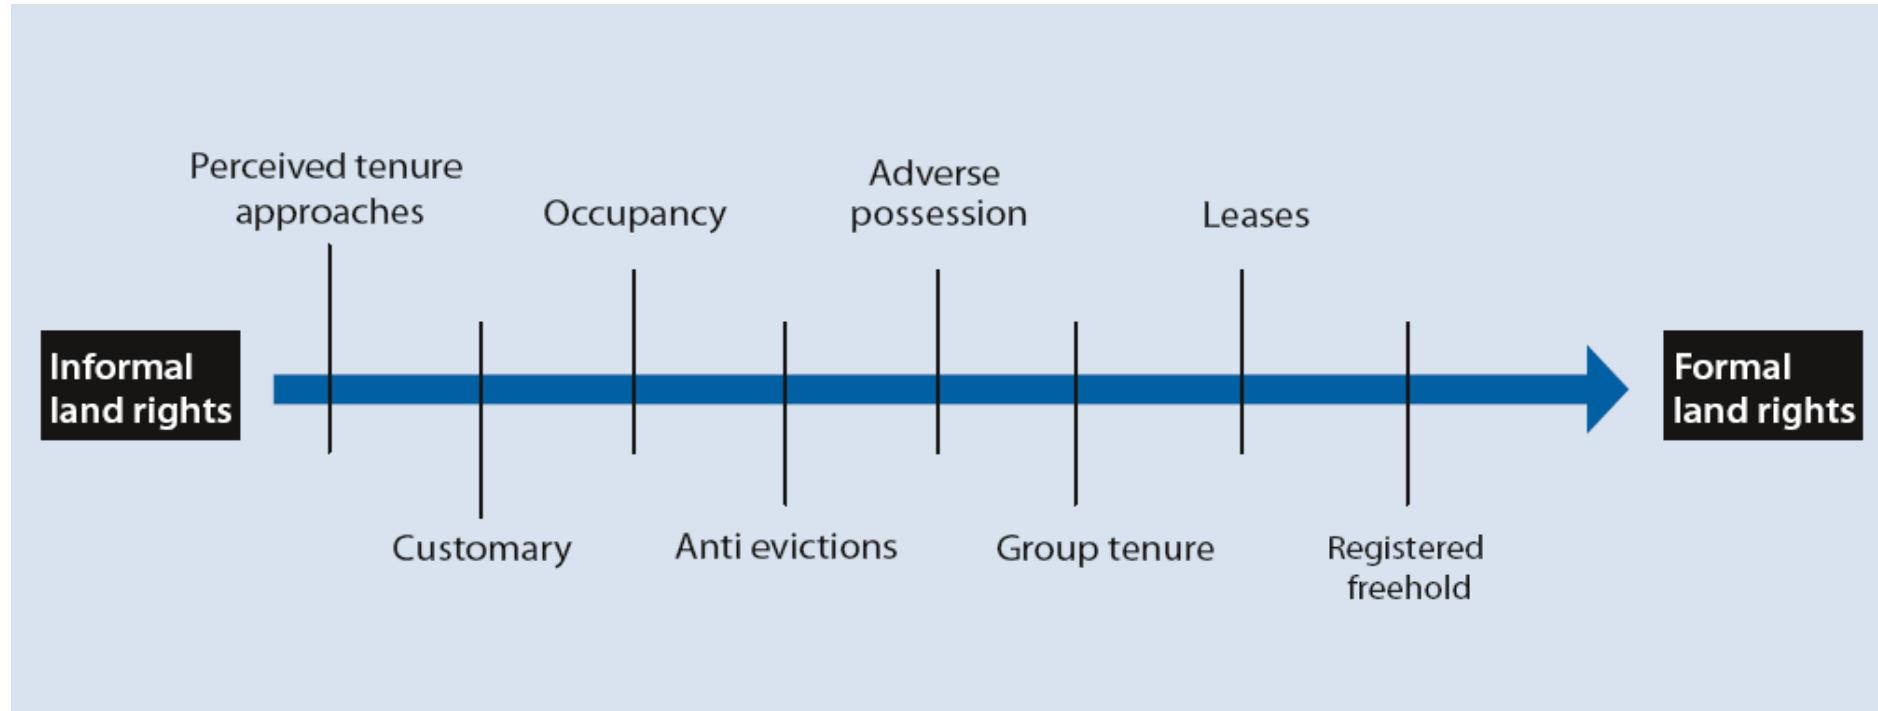 Perceived tenure
approaches
Occupancy
Adverse
possession
Leases
Informal
land rights
Formal
land rights
Customary
Anti evictions
Group tenure
Registered
freehold